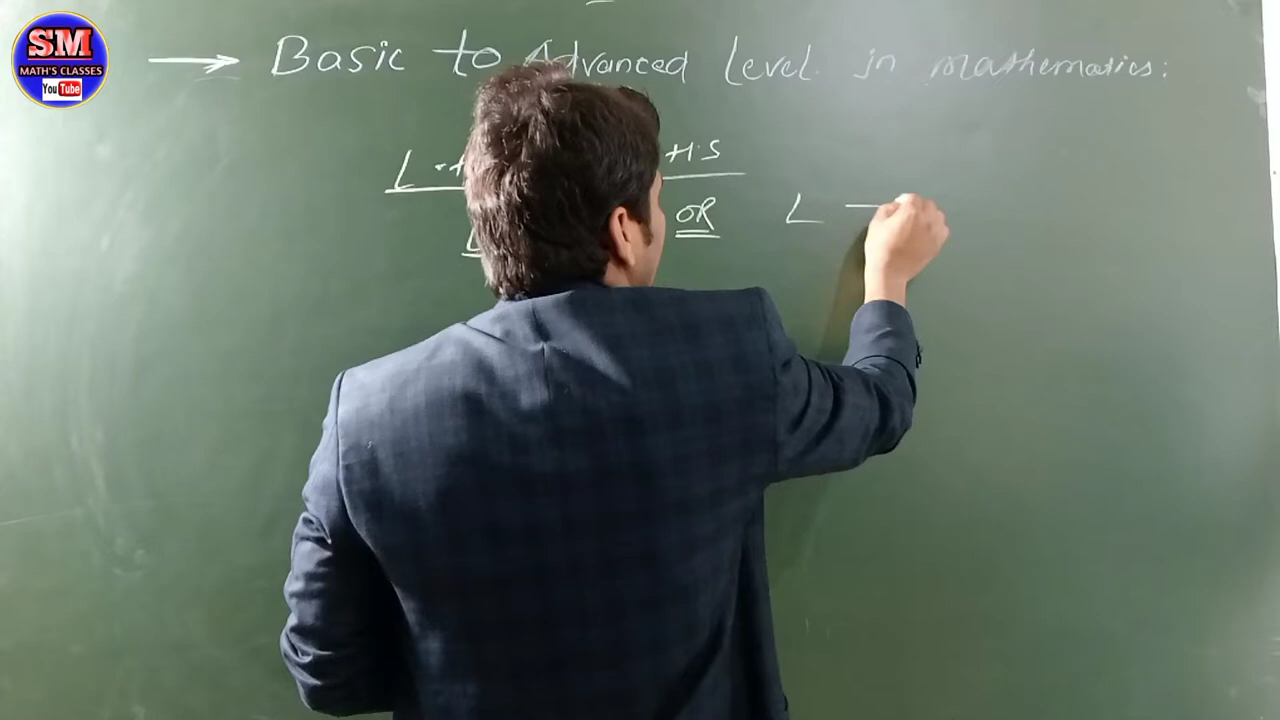 SM
MATH'S CLASSES
You Tube
→ Basic to Advanced Level in mathematics:
L H.S
OR L —